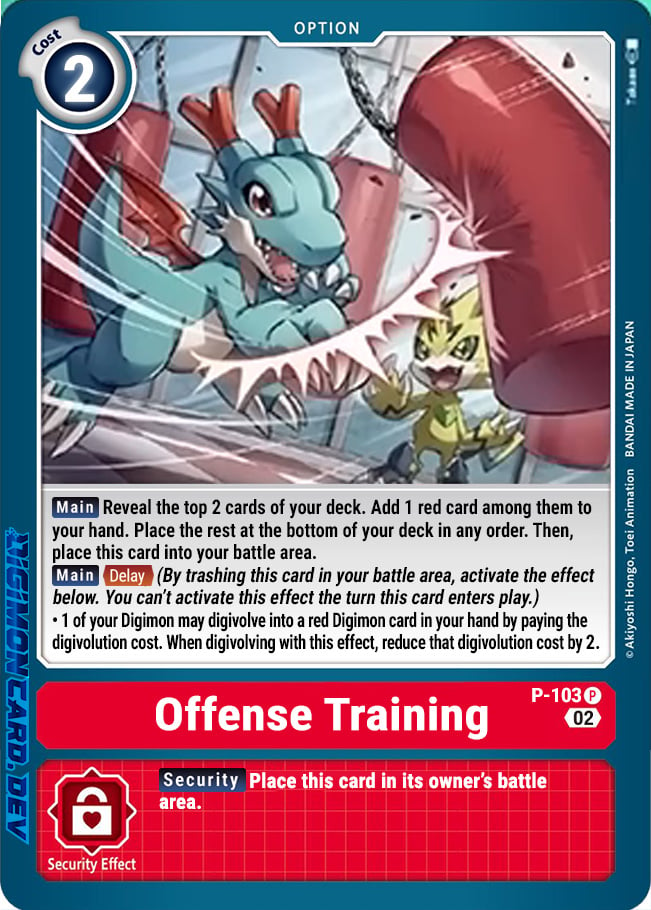 OPTION
Cost
2
Main Reveal the top 2 cards of your deck. Add 1 red card among them to
your hand. Place the rest at the bottom of your deck in any order. Then,
place this card into your battle area.
Main Delay (By trashing this card in your battle area, activate the effect
below. You can't activate this effect the turn this card enters play.)
• 1 of your Digimon may digivolve into a red Digimon card in your hand by paying the
digivolution cost. When digivolving with this effect, reduce that digivolution cost by 2.
Offense Training
P-103 P
02
Security Place this card in its owner's battle
area.
Security Effect
DIGIMONCARD.DEV
© Akiyoshi Hongo, Toei Animation BANDAI MADE IN JAPAN